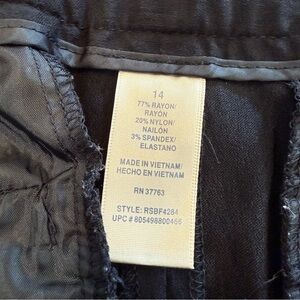 14
77% RAYON/
RAYON
20% NYLON/
NAILON
3% SPANDEX/
ELASTANO
MADE IN VIETNAM/
HECHO EN VIETNAM
RN 37763
STYLE: RSBF4284
UPC # 805498800466